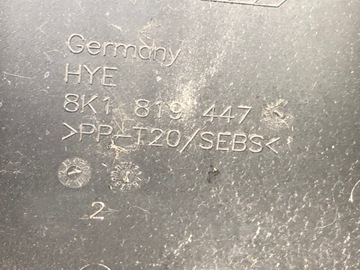 Germany
HYE
8K1 819 447
>PP-T20/SEBS<
2